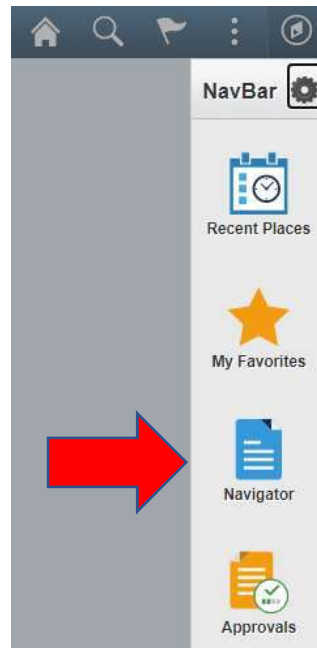 NavBar
Recent Places
My Favorites
Navigator
Approvals